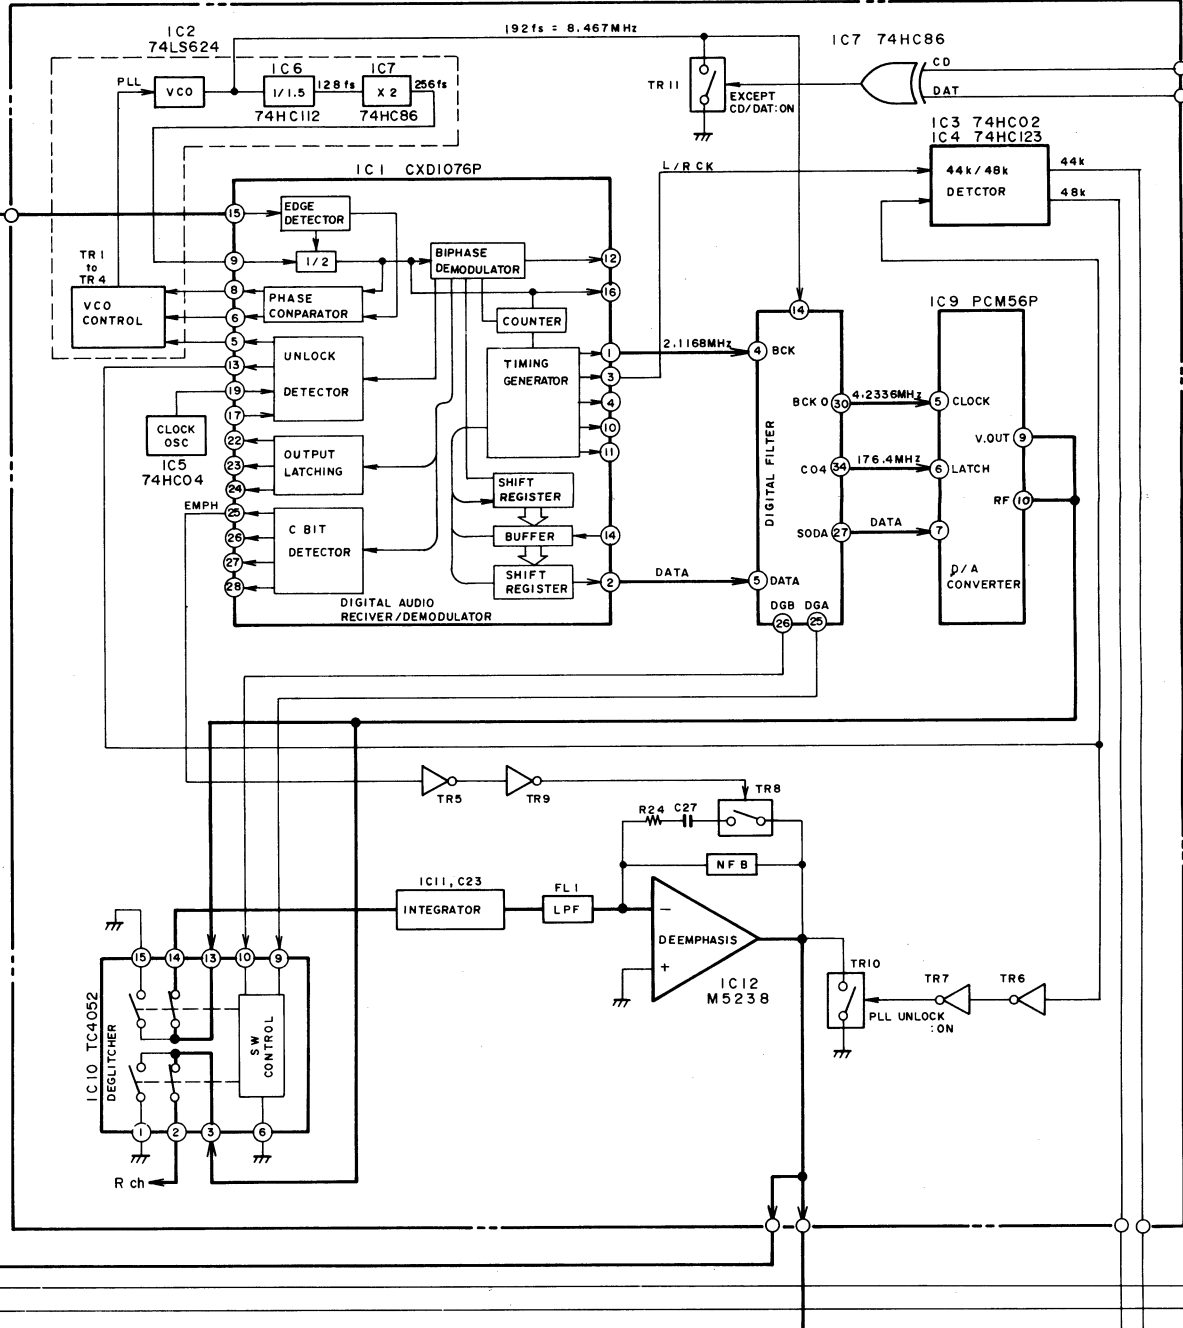 IC2
74LS624
192fs = 8.467MHz
IC7 74HC86
CD
DAT
PLL
VCO
IC6
1/1.5
74HC112
128fs
IC7
X 2
74HC86
256fs
TR11
EXCEPT
CD/DAT:ON
IC3 74HC02
IC4 74HC123
44k/48k
DETCTOR
44k
48k
L/R CK
IC1 CXD1076P
15
EDGE
DETECTOR
9
1/2
BIPHASE
DEMODULATOR
12
TR1
to
TR4
VCO
CONTROL
8
6
PHASE
CONPARATOR
16
COUNTER
5
13
19
17
UNLOCK
DETECTOR
TIMING
GENERATOR
1
3
4
10
11
2.1168MHz
CLOCK
OSC
IC5
74HC04
22
23
24
OUTPUT
LATCHING
SHIFT
REGISTER
EMPH
25
26
27
28
C BIT
DETECTOR
BUFFER
14
SHIFT
REGISTER
2
DATA
DIGITAL AUDIO
RECIVER/DEMODULATOR
14
4 BCK
DIGITAL FILTER
BCK O 30
4.2336MHz
CO4 34
176.4MHz
SODA 27
DATA
5 DATA
DGB DGA
26 25
IC9 PCM56P
5 CLOCK
V.OUT 9
6 LATCH
RF 10
7
D/A
CONVERTER
TR5
TR9
TR8
R24 C27
NFB
IC11, C23
INTEGRATOR
FL1
LPF
−
DEEMPHASIS
+
IC12
M5238
TR10
PLL UNLOCK
:ON
TR7
TR6
15 14 13 10 9
IC10 TC4052
DEGLITCHER
SW
CONTROL
1 2 3 6
R ch